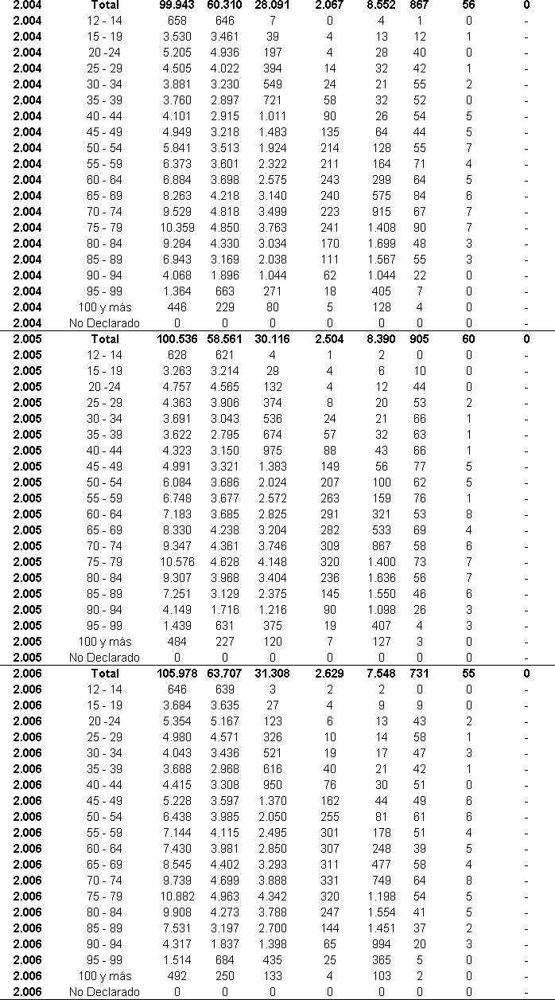 2.004 Total 99.943 60.310 28.091 2.067 8.552 867 56 0
2.004 12 - 14 658 646 7 0 4 1 0 -
2.004 15 - 19 3.530 3.461 39 4 13 12 1 -
2.004 20 -24 5.205 4.936 197 4 28 40 0 -
2.004 25 - 29 4.505 4.022 394 14 32 42 1 -
2.004 30 - 34 3.881 3.230 549 24 21 55 2 -
2.004 35 - 39 3.760 2.897 721 58 32 52 0 -
2.004 40 - 44 4.101 2.915 1.011 90 26 54 5 -
2.004 45 - 49 4.949 3.218 1.483 135 64 44 5 -
2.004 50 - 54 5.841 3.513 1.924 214 128 55 7 -
2.004 55 - 59 6.373 3.601 2.322 211 164 71 4 -
2.004 60 - 64 6.884 3.698 2.575 243 299 64 5 -
2.004 65 - 69 8.263 4.218 3.140 240 575 84 6 -
2.004 70 - 74 9.529 4.818 3.499 223 915 67 7 -
2.004 75 - 79 10.359 4.850 3.763 241 1.408 90 7 -
2.004 80 - 84 9.284 4.330 3.034 170 1.699 48 3 -
2.004 85 - 89 6.943 3.169 2.038 111 1.567 55 3 -
2.004 90 - 94 4.068 1.896 1.044 62 1.044 22 0 -
2.004 95 - 99 1.364 663 271 18 405 7 0 -
2.004 100 y más 446 229 80 5 128 4 0 -
2.004 No Declarado 0 0 0 0 0 0 0 -
2.005 Total 100.536 58.561 30.116 2.504 8.390 905 60 0
2.005 12 - 14 628 621 4 1 2 0 0 -
2.005 15 - 19 3.263 3.214 29 4 6 10 0 -
2.005 20 -24 4.757 4.565 132 4 12 44 0 -
2.005 25 - 29 4.363 3.906 374 8 20 53 2 -
2.005 30 - 34 3.691 3.043 536 24 21 66 1 -
2.005 35 - 39 3.622 2.795 674 57 32 63 1 -
2.005 40 - 44 4.323 3.150 975 88 43 66 1 -
2.005 45 - 49 4.991 3.321 1.383 149 56 77 5 -
2.005 50 - 54 6.084 3.686 2.024 207 100 62 5 -
2.005 55 - 59 6.748 3.677 2.572 263 159 76 1 -
2.005 60 - 64 7.183 3.685 2.825 291 321 53 8 -
2.005 65 - 69 8.330 4.238 3.204 282 533 69 4 -
2.005 70 - 74 9.347 4.361 3.746 309 867 58 6 -
2.005 75 - 79 10.576 4.628 4.148 320 1.400 73 7 -
2.005 80 - 84 9.307 3.968 3.404 236 1.636 56 7 -
2.005 85 - 89 7.251 3.129 2.375 145 1.550 46 6 -
2.005 90 - 94 4.149 1.716 1.216 90 1.098 26 3 -
2.005 95 - 99 1.439 631 375 19 407 4 3 -
2.005 100 y más 484 227 120 7 127 3 0 -
2.005 No Declarado 0 0 0 0 0 0 0 -
2.006 Total 105.978 63.707 31.308 2.629 7.548 731 55 0
2.006 12 - 14 646 639 3 2 2 0 0 -
2.006 15 - 19 3.684 3.635 27 4 9 9 0 -
2.006 20 -24 5.354 5.167 123 6 13 43 2 -
2.006 25 - 29 4.980 4.571 326 10 14 58 1 -
2.006 30 - 34 4.043 3.436 521 19 17 47 3 -
2.006 35 - 39 3.688 2.968 616 40 21 42 1 -
2.006 40 - 44 4.415 3.308 950 76 30 51 0 -
2.006 45 - 49 5.228 3.597 1.370 162 44 49 6 -
2.006 50 - 54 6.438 3.985 2.050 255 81 61 6 -
2.006 55 - 59 7.144 4.115 2.495 301 178 51 4 -
2.006 60 - 64 7.430 3.981 2.850 307 248 39 5 -
2.006 65 - 69 8.545 4.402 3.293 311 477 58 4 -
2.006 70 - 74 9.739 4.699 3.888 331 749 64 8 -
2.006 75 - 79 10.882 4.963 4.342 320 1.198 54 5 -
2.006 80 - 84 9.908 4.273 3.788 247 1.554 41 5 -
2.006 85 - 89 7.531 3.197 2.700 144 1.451 37 2 -
2.006 90 - 94 4.317 1.837 1.398 65 994 20 3 -
2.006 95 - 99 1.514 684 435 25 365 5 0 -
2.006 100 y más 492 250 133 4 103 2 0 -
2.006 No Declarado 0 0 0 0 0 0 0 -